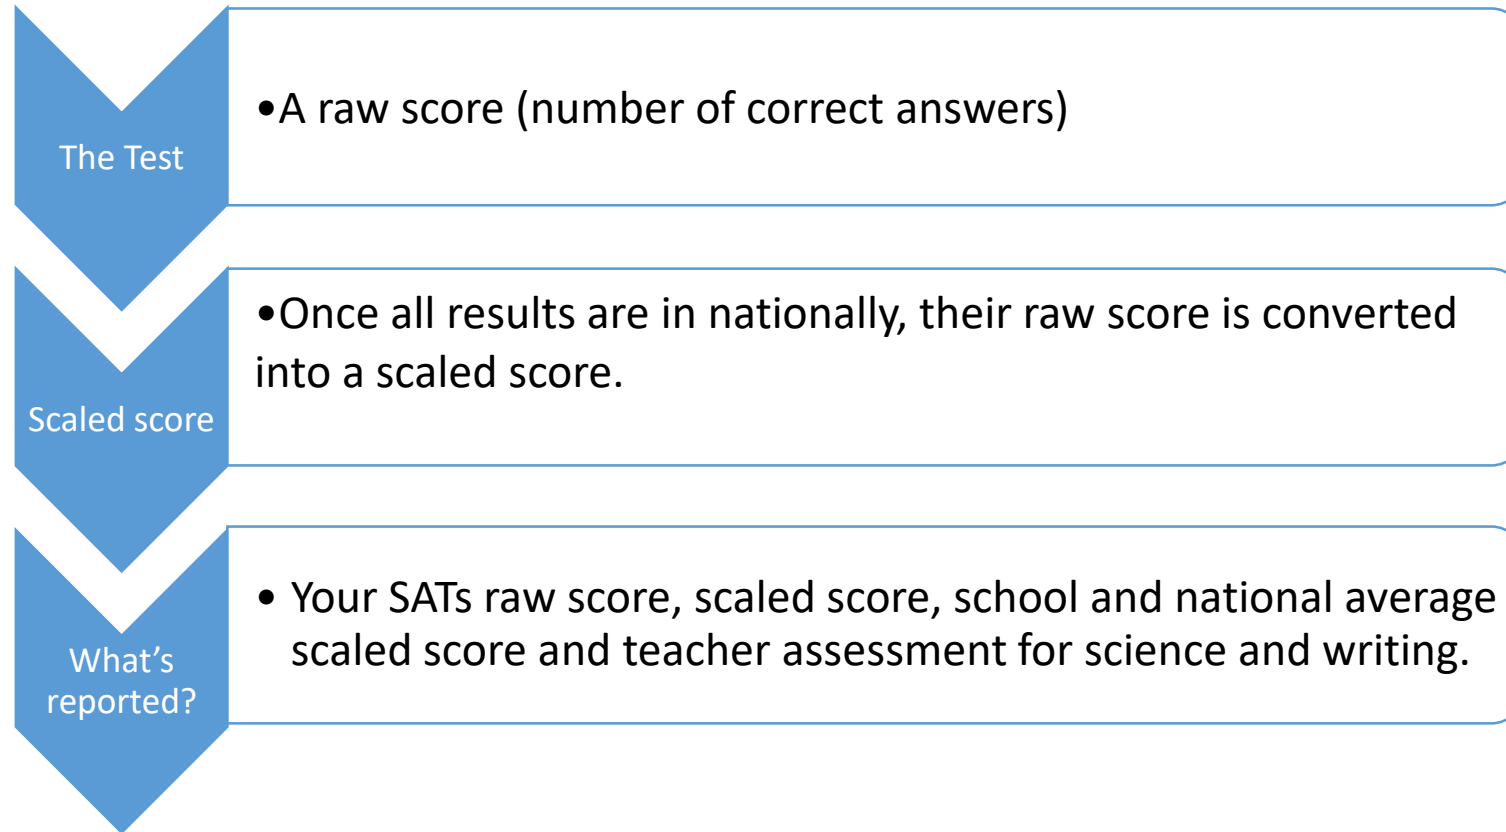 The Test
•A raw score (number of correct answers)
Scaled score
•Once all results are in nationally, their raw score is converted
into a scaled score.
What’s
reported?
• Your SATs raw score, scaled score, school and national average
scaled score and teacher assessment for science and writing.